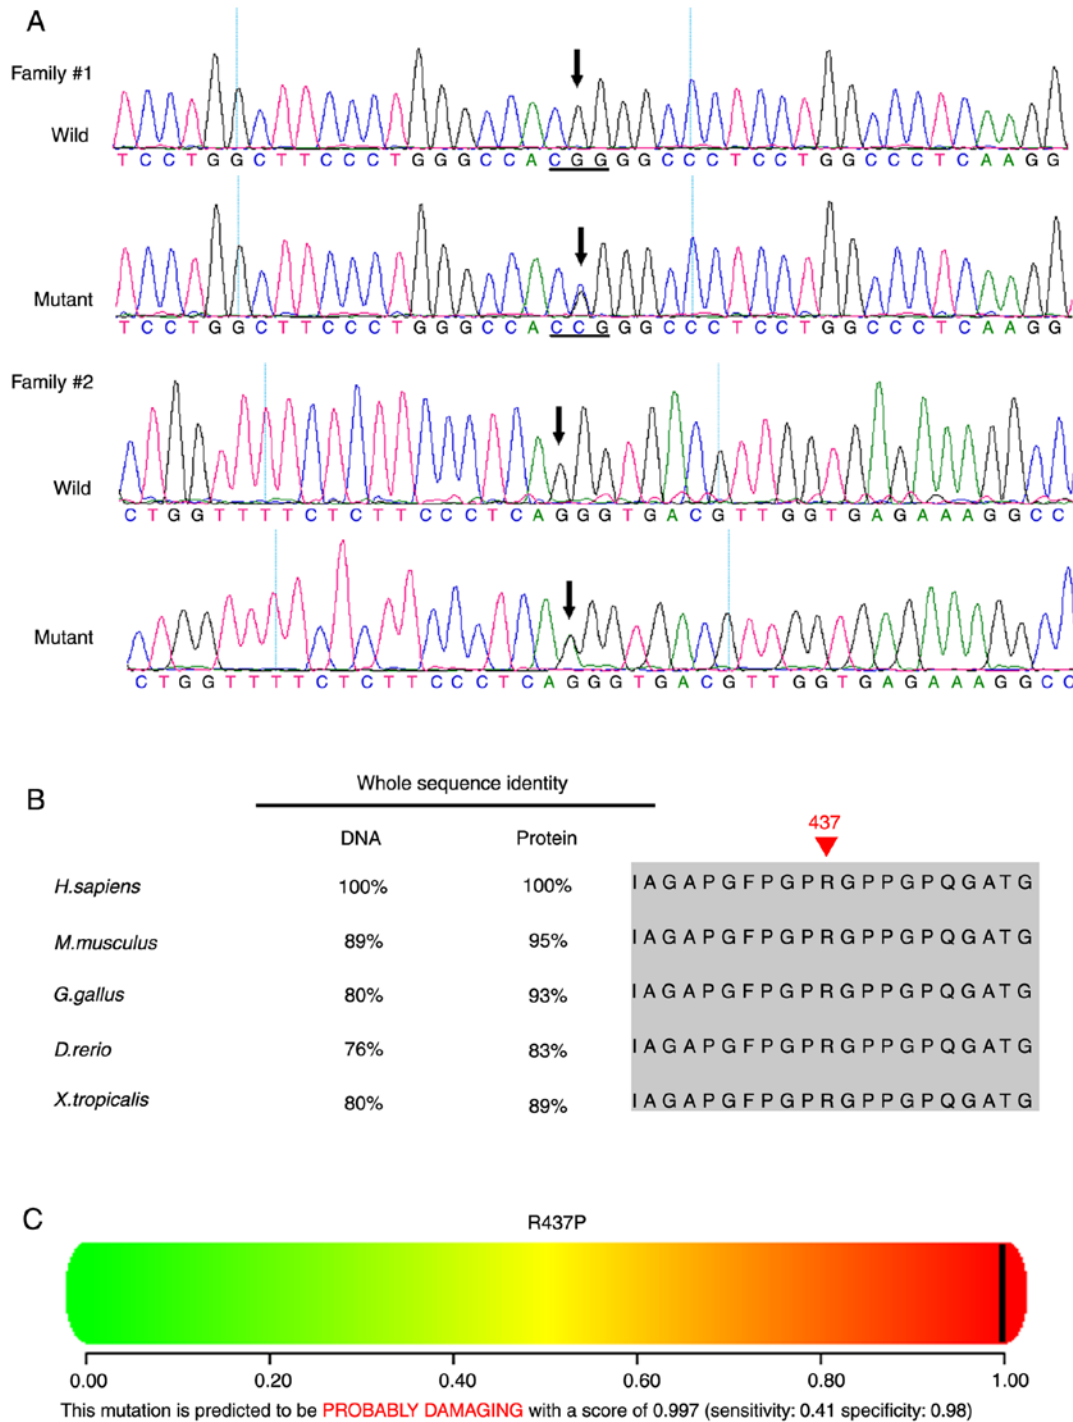 A
Family #1
Wild
T C C T G G C T T C C C T G G G C C A C G G G G C C C T C C T G G C C C T C A A G G
Mutant
T C C T G G C T T C C C T G G G C C A C C G G G C C C T C C T G G C C C T C A A G G
Family #2
Wild
C T G G T T T T C T C T T C C C T C A G G G T G A C G T T G G T G A G A A A G G C C
Mutant
C T G G T T T T C T C T T C C C T C A G G G T G A C G T T G G T G A G A A A G G C C
B
Whole sequence identity
DNA Protein 437
H.sapiens 100% 100% I A G A P G F P G P R G P P G P Q G A T G
M.musculus 89% 95% I A G A P G F P G P R G P P G P Q G A T G
G.gallus 80% 93% I A G A P G F P G P R G P P G P Q G A T G
D.rerio 76% 83% I A G A P G F P G P R G P P G P Q G A T G
X.tropicalis 80% 89% I A G A P G F P G P R G P P G P Q G A T G
C
R437P
0.00 0.20 0.40 0.60 0.80 1.00
This mutation is predicted to be PROBABLY DAMAGING with a score of 0.997 (sensitivity: 0.41 specificity: 0.98)